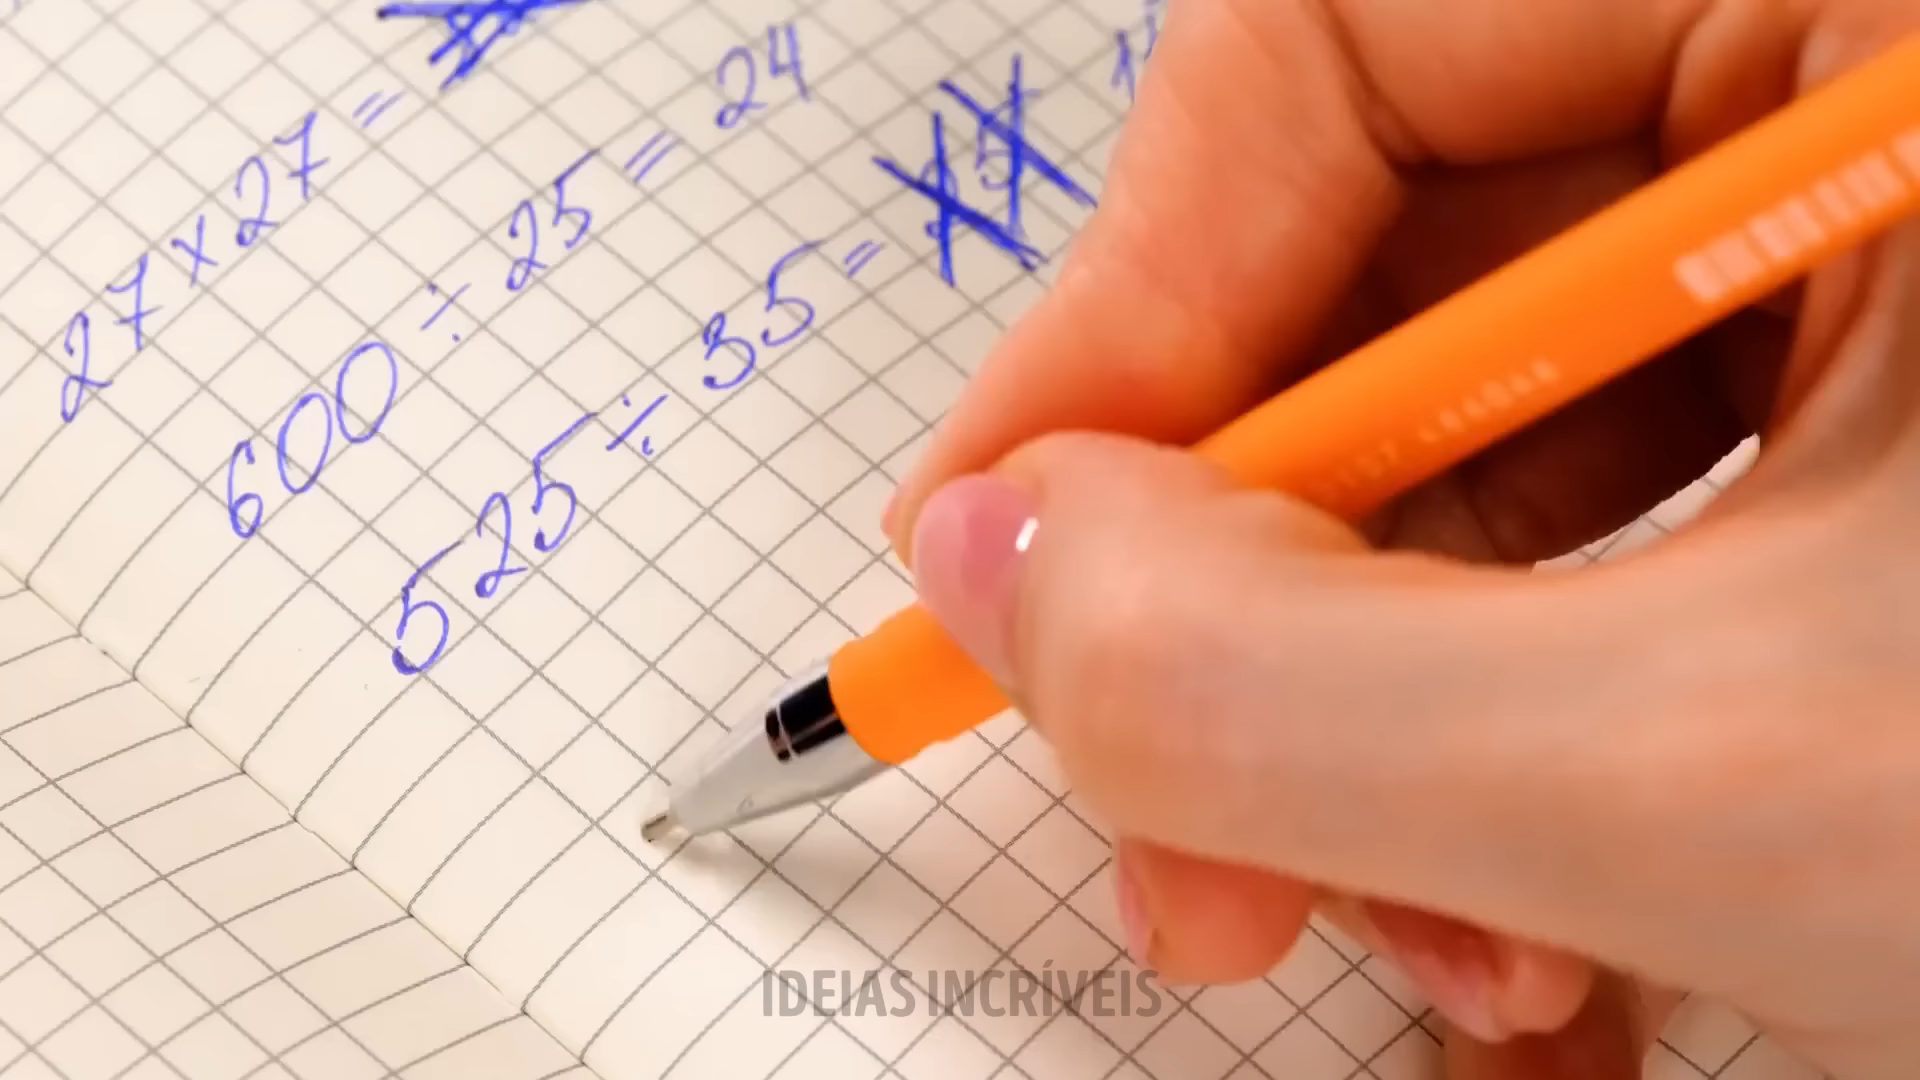 27 × 27 =
600 ÷ 25 = 24
525 ÷ 35 =
IDEIAS INCRÍVEIS